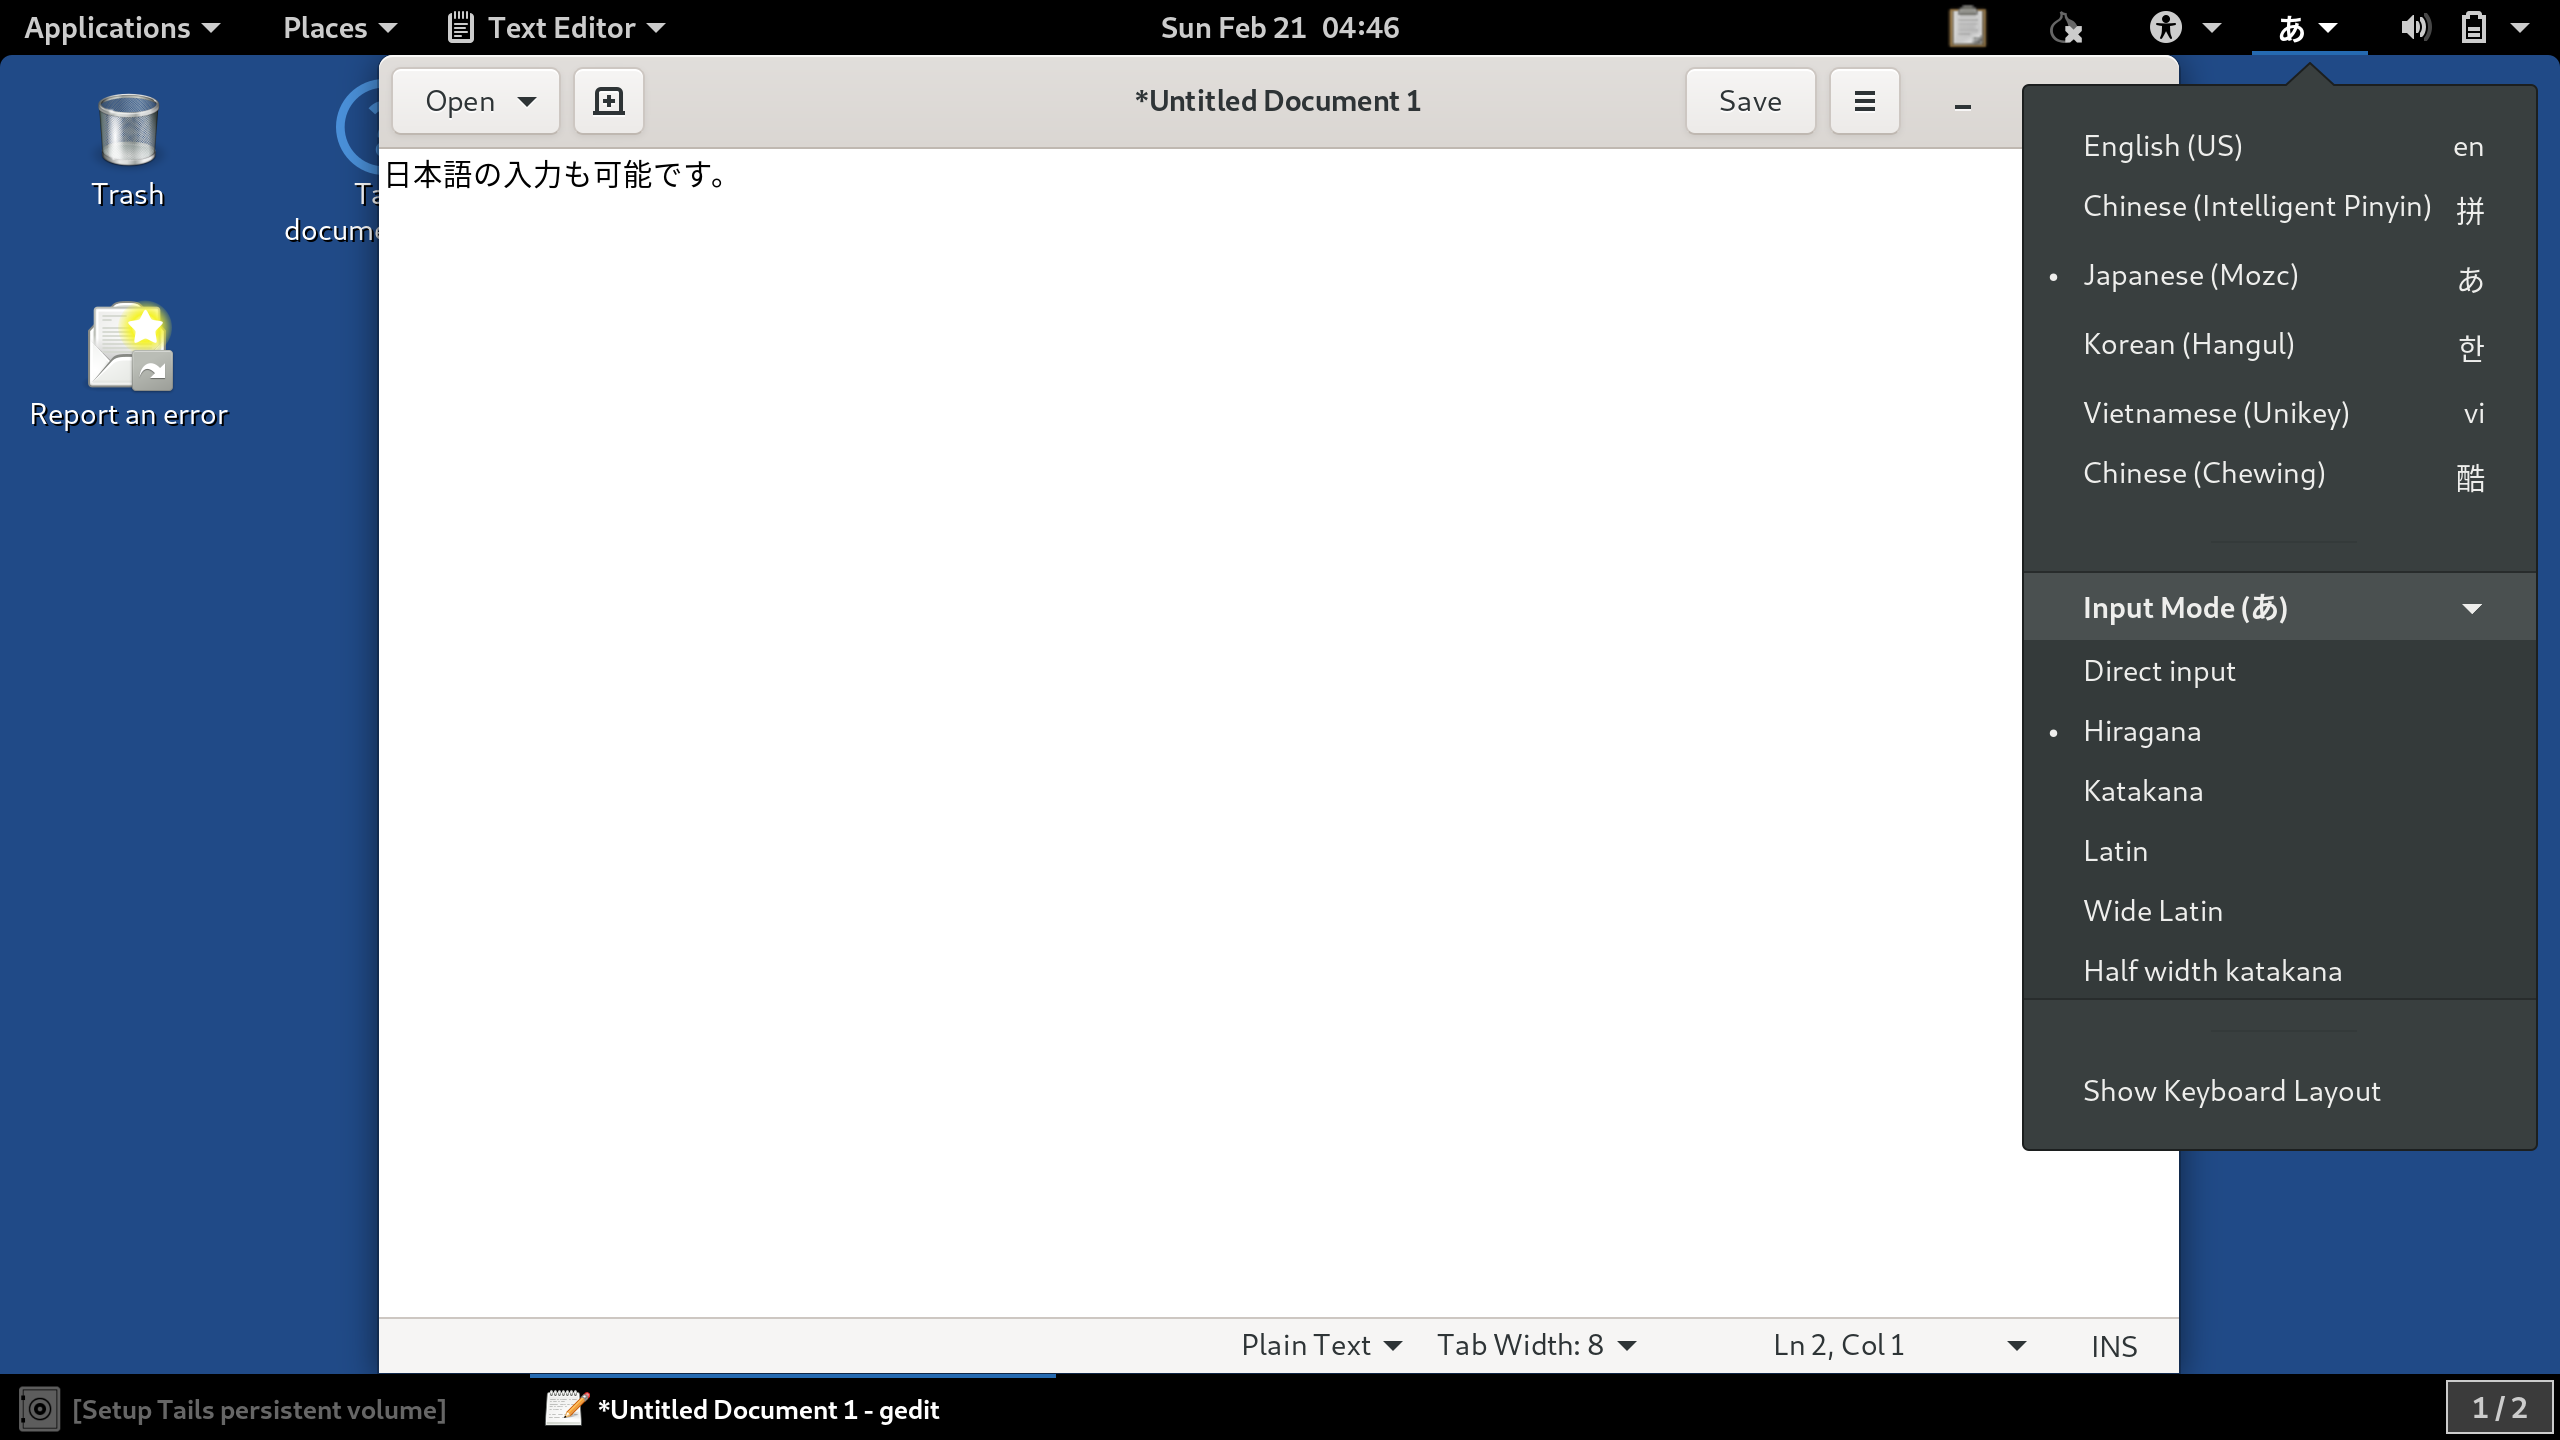 Applications
Places
Text Editor
Sun Feb 21 04:46
あ
Trash
Ta
docume
Report an error
Open
*Untitled Document 1
Save
日本語の入力も可能です。
English (US) en
Chinese (Intelligent Pinyin) 拼
• Japanese (Mozc) あ
Korean (Hangul) 한
Vietnamese (Unikey) vi
Chinese (Chewing) 酷
Input Mode (あ)
Direct input
• Hiragana
Katakana
Latin
Wide Latin
Half width katakana
Show Keyboard Layout
Plain Text
Tab Width: 8
Ln 2, Col 1
INS
[Setup Tails persistent volume]
*Untitled Document 1 - gedit
1 / 2